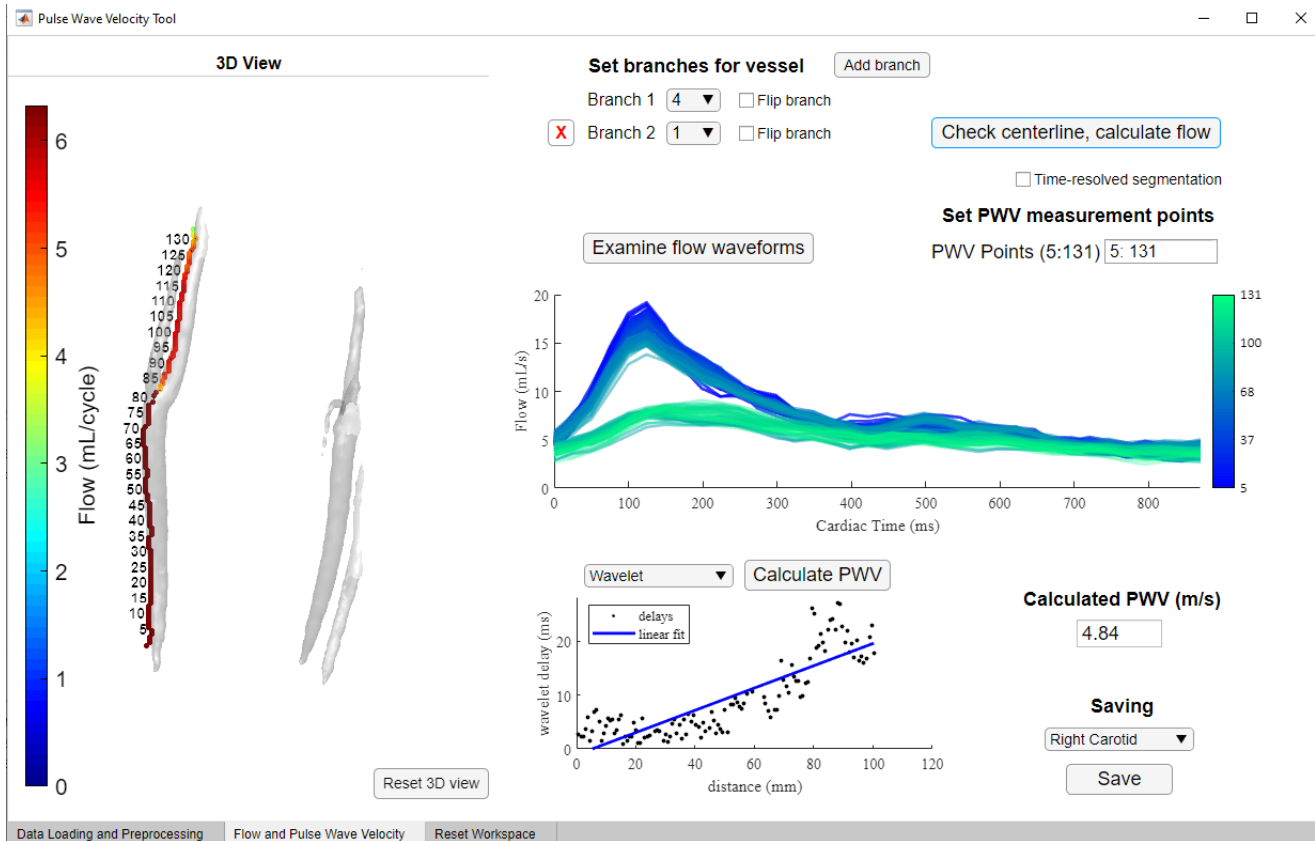 Pulse Wave Velocity Tool
3D View
6
5
4
3
2
1
0
Flow (mL/cycle)
130
125
120
115
110
105
100
95
90
85
80
75
70
65
60
55
50
45
40
35
30
25
20
15
10
5
Reset 3D view
Set branches for vessel
Add branch
Branch 1 4 Flip branch
X Branch 2 1 Flip branch
Check centerline, calculate flow
Time-resolved segmentation
Set PWV measurement points
Examine flow waveforms
PWV Points (5:131) 5: 131
20
15
10
5
0
Flow (mL/s)
0 100 200 300 400 500 600 700 800
Cardiac Time (ms)
131
100
68
37
5
Wavelet
Calculate PWV
delays
linear fit
20
10
0
wavelet delay (ms)
0 20 40 60 80 100 120
distance (mm)
Calculated PWV (m/s)
4.84
Saving
Right Carotid
Save
Data Loading and Preprocessing Flow and Pulse Wave Velocity Reset Workspace